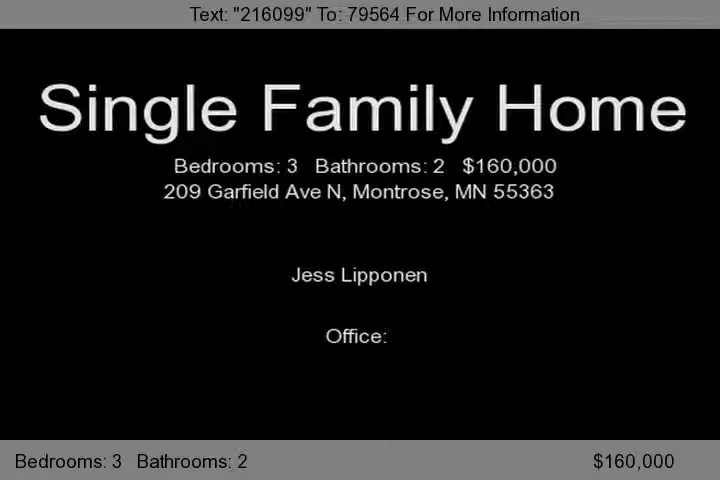 Text: "216099" To: 79564 For More Information
Single Family Home
Bedrooms: 3 Bathrooms: 2 $160,000
209 Garfield Ave N, Montrose, MN 55363
Jess Lipponen
Office:
Bedrooms: 3 Bathrooms: 2 $160,000